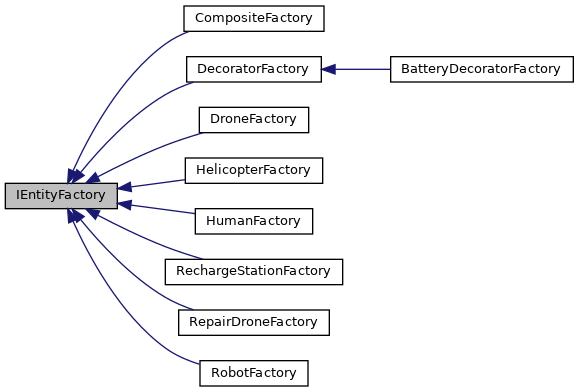 CompositeFactory
DecoratorFactory
BatteryDecoratorFactory
DroneFactory
HelicopterFactory
IEntityFactory
HumanFactory
RechargeStationFactory
RepairDroneFactory
RobotFactory